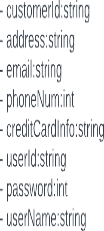 - customerId:string
- address:string
- email:string
- phoneNum:int
- creditCardInfo:string
- userId:string
- password:int
- userName:string